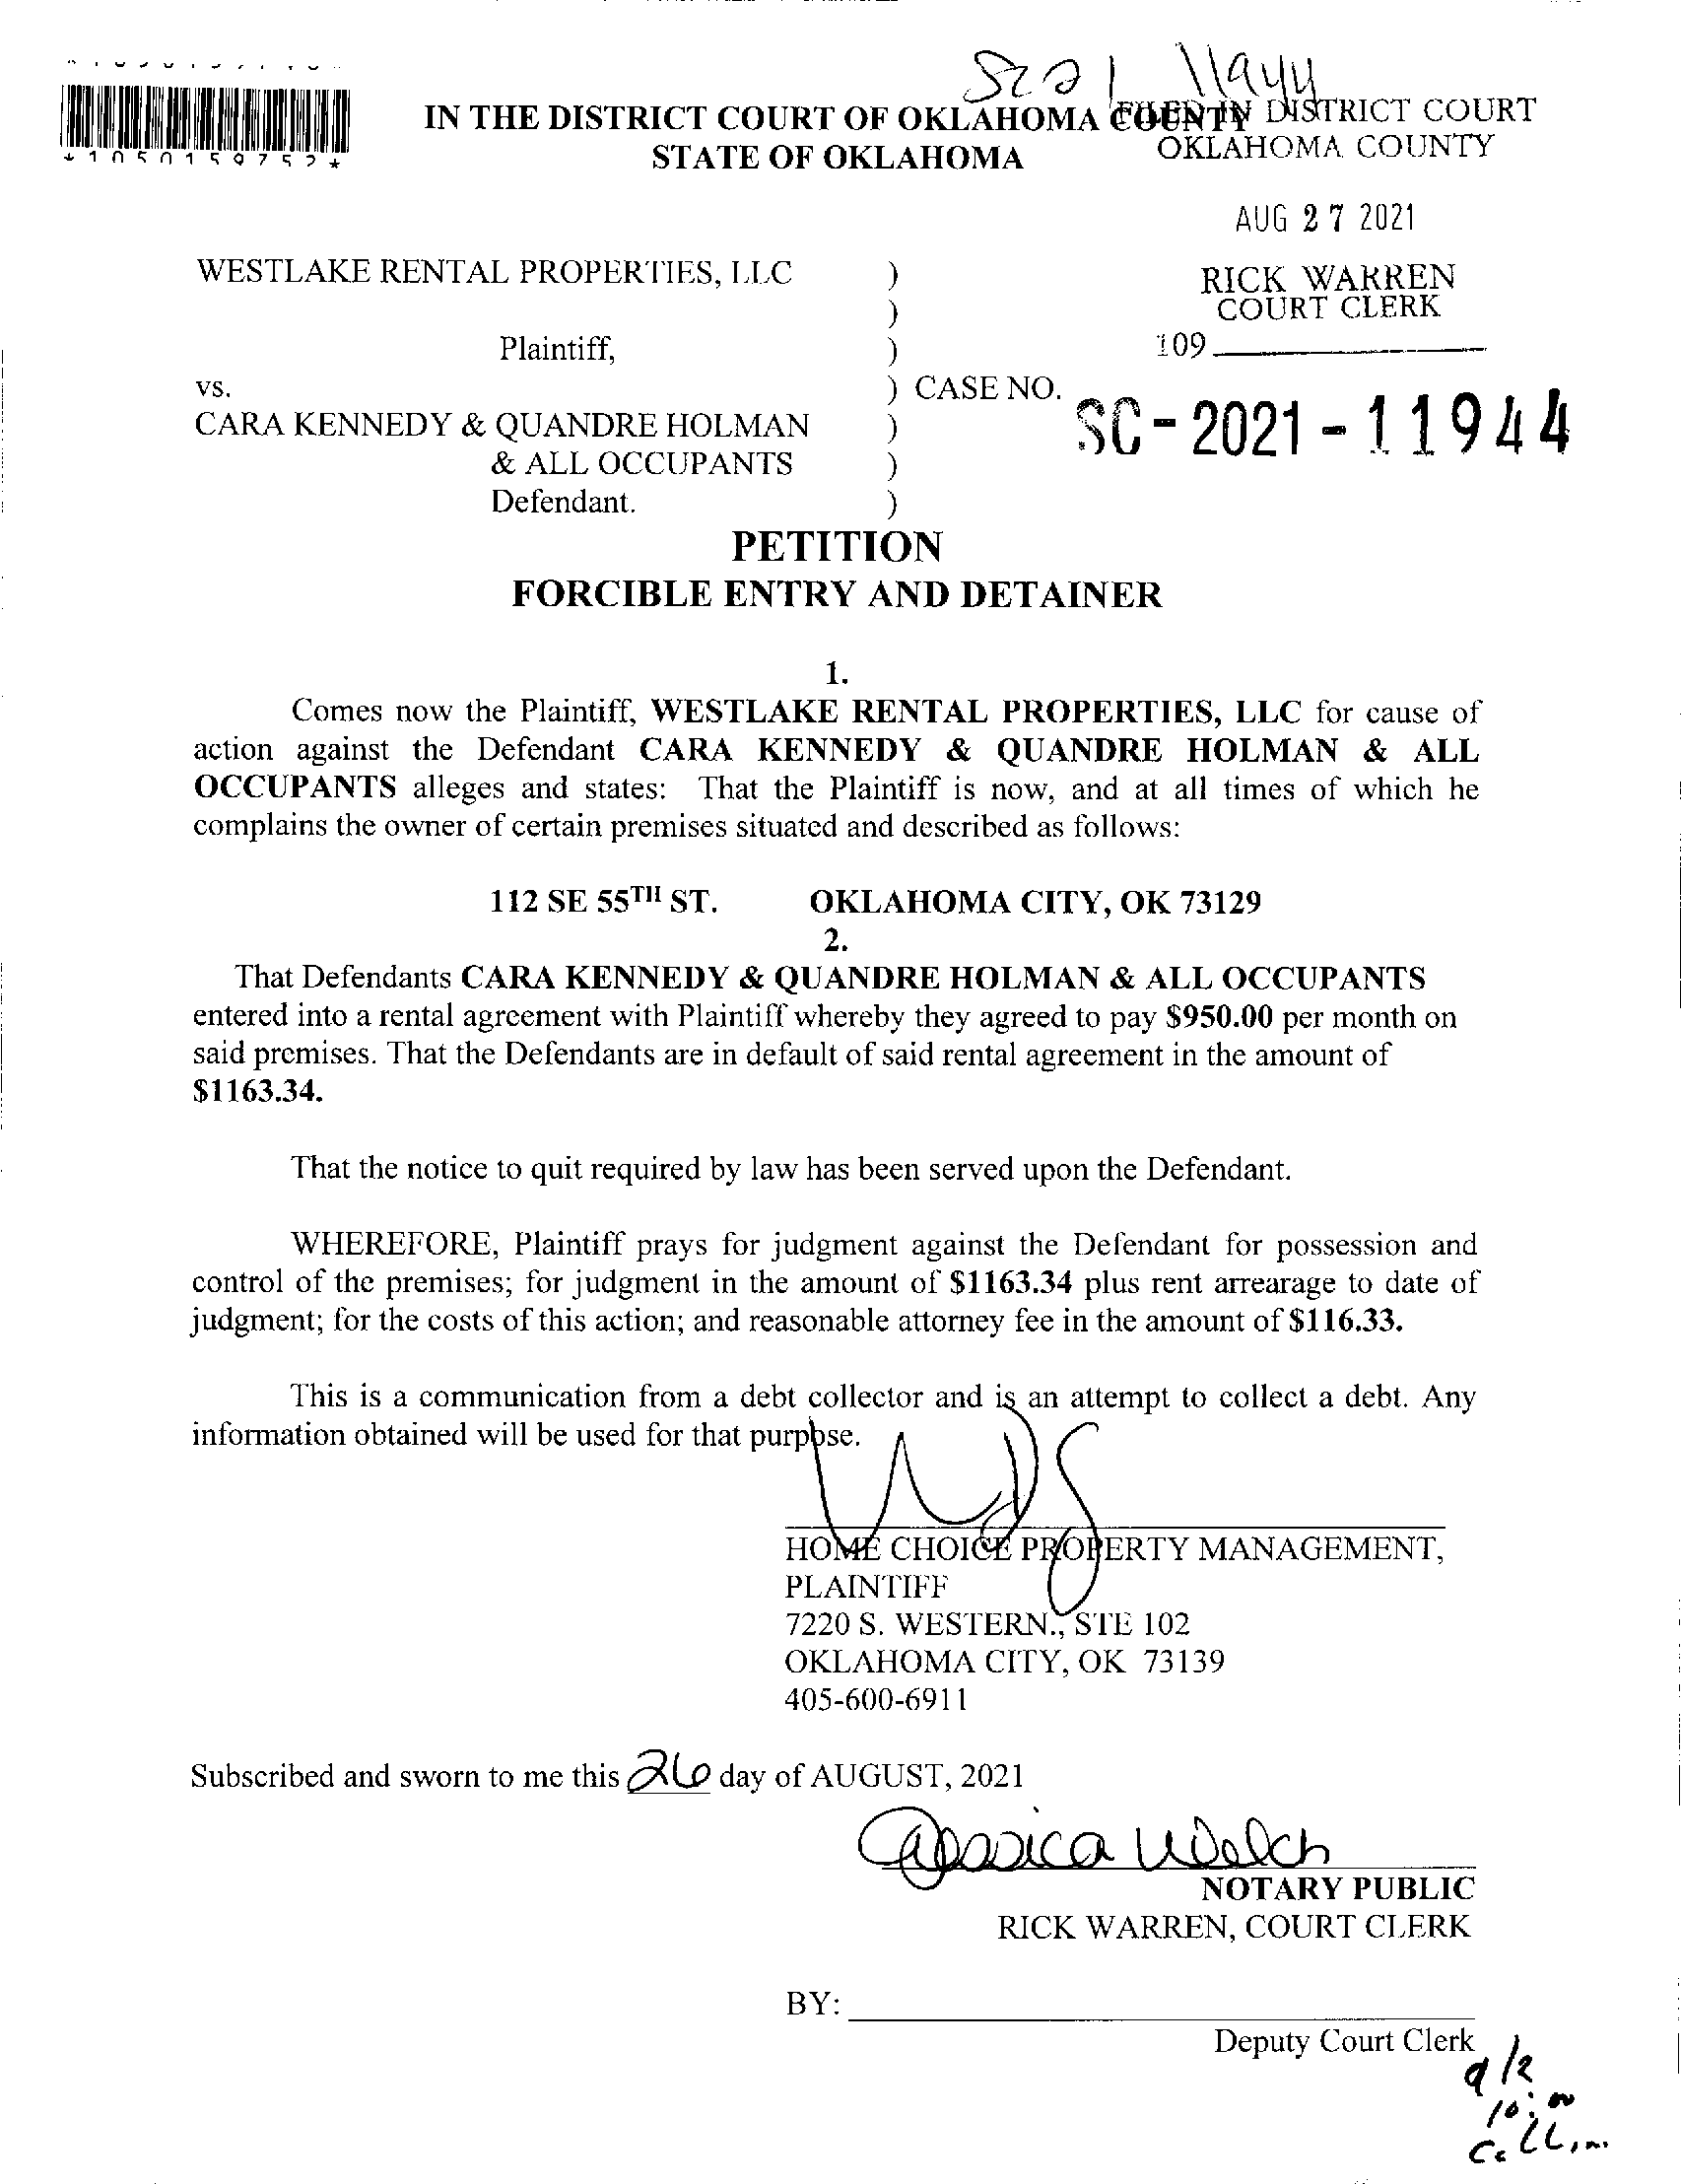 Sc21 11944
IN THE DISTRICT COURT OF OKLAHOMA COUNTY
STATE OF OKLAHOMA
FILED IN DISTRICT COURT
OKLAHOMA COUNTY
*1050159752*
AUG 27 2021
RICK WARREN
COURT CLERK
109
WESTLAKE RENTAL PROPERTIES, LLC )
)
Plaintiff, )
vs. ) CASE NO. SC-2021-11944
CARA KENNEDY & QUANDRE HOLMAN )
& ALL OCCUPANTS )
Defendant. )
PETITION
FORCIBLE ENTRY AND DETAINER
1.
Comes now the Plaintiff, WESTLAKE RENTAL PROPERTIES, LLC for cause of
action against the Defendant CARA KENNEDY & QUANDRE HOLMAN & ALL
OCCUPANTS alleges and states: That the Plaintiff is now, and at all times of which he
complains the owner of certain premises situated and described as follows:
112 SE 55TH ST. OKLAHOMA CITY, OK 73129
2.
That Defendants CARA KENNEDY & QUANDRE HOLMAN & ALL OCCUPANTS
entered into a rental agreement with Plaintiff whereby they agreed to pay $950.00 per month on
said premises. That the Defendants are in default of said rental agreement in the amount of
$1163.34.
That the notice to quit required by law has been served upon the Defendant.
WHEREFORE, Plaintiff prays for judgment against the Defendant for possession and
control of the premises; for judgment in the amount of $1163.34 plus rent arrearage to date of
judgment; for the costs of this action; and reasonable attorney fee in the amount of $116.33.
This is a communication from a debt collector and is an attempt to collect a debt. Any
information obtained will be used for that purpose.
HOME CHOICE PROPERTY MANAGEMENT,
PLAINTIFF
7220 S. WESTERN., STE 102
OKLAHOMA CITY, OK 73139
405-600-6911
Subscribed and sworn to me this 26 day of AUGUST, 2021
Jessica Welch
NOTARY PUBLIC
RICK WARREN, COURT CLERK
BY:
Deputy Court Clerk
9/2
10:00
Collins